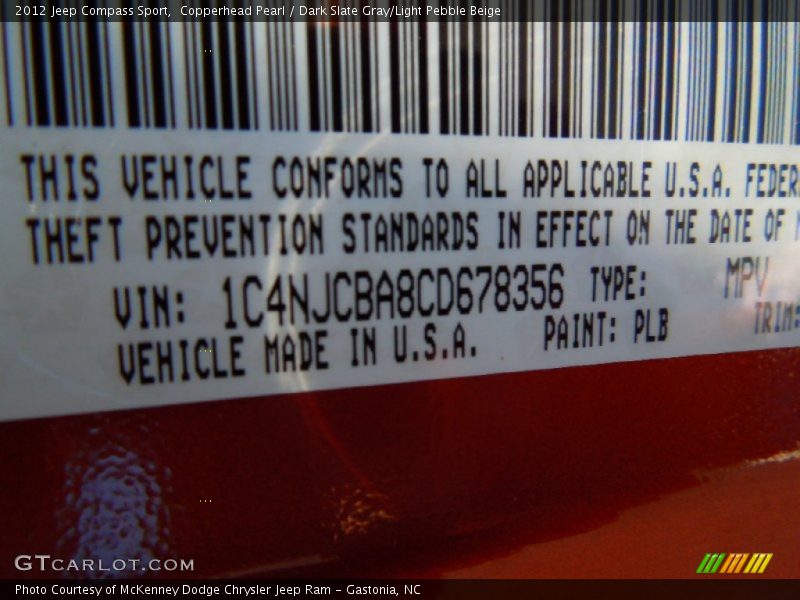 2012 Jeep Compass Sport,  Copperhead Pearl / Dark Slate Gray/Light Pebble Beige
THIS VEHICLE CONFORMS TO ALL APPLICABLE U.S.A. FEDER
THEFT PREVENTION STANDARDS IN EFFECT ON THE DATE OF
VIN: 1C4NJCBA8CD678356 TYPE: MPV
VEHICLE MADE IN U.S.A. PAINT: PLB TRIM:
GTCARLOT.COM
Photo Courtesy of McKenney Dodge Chrysler Jeep Ram - Gastonia, NC